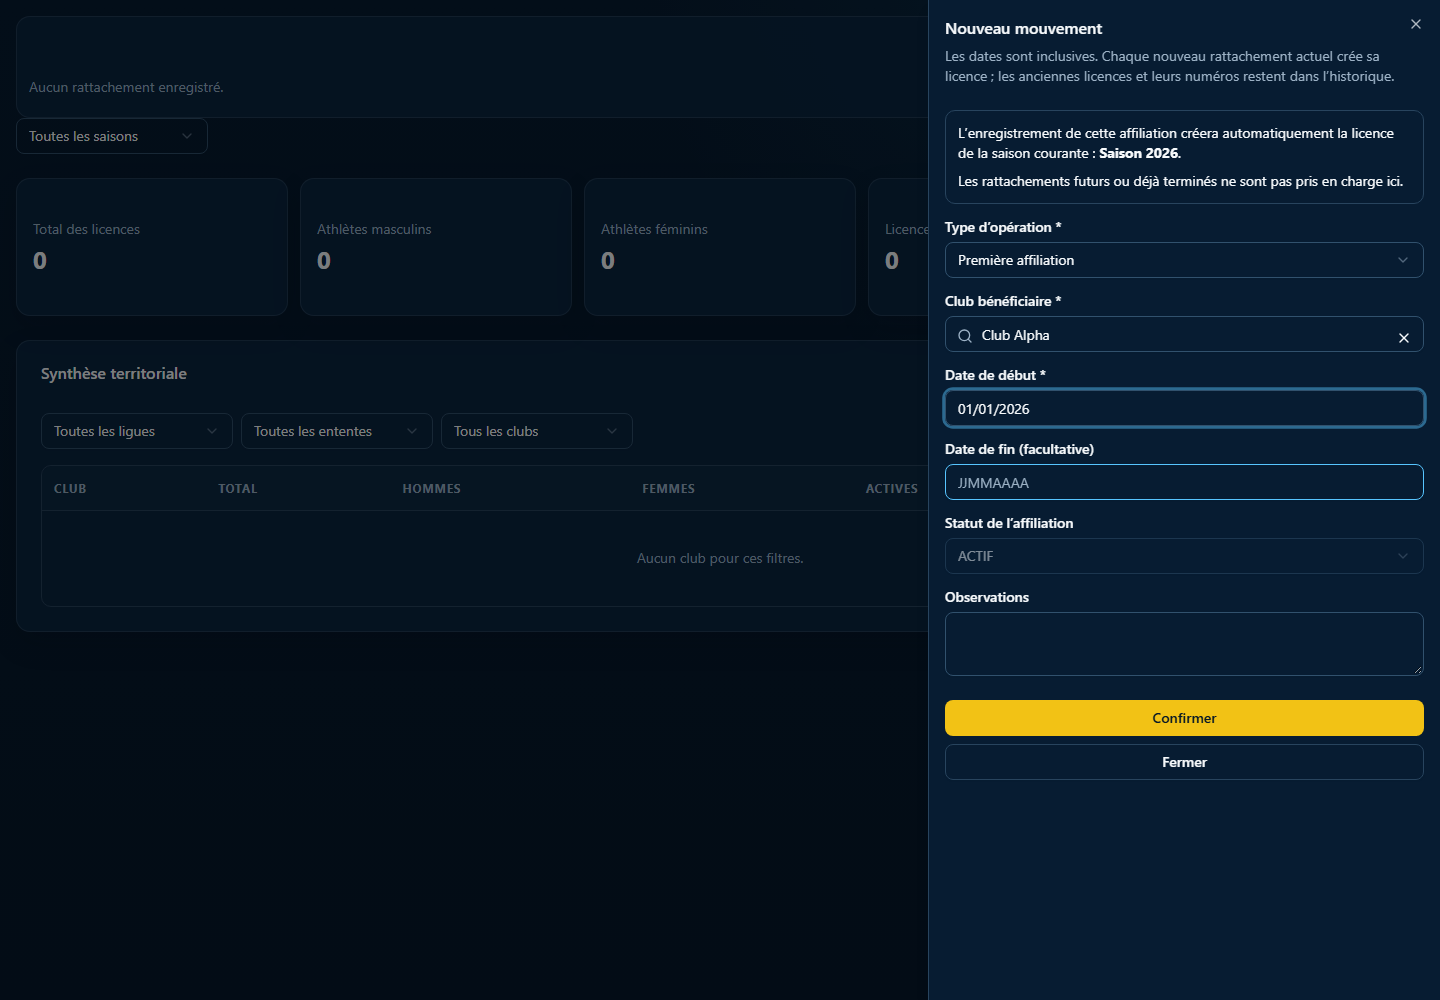 Aucun rattachement enregistré.
Toutes les saisons
Total des licences
0
Athlètes masculins
0
Athlètes féminins
0
Licence
0
Synthèse territoriale
Toutes les ligues
Toutes les ententes
Tous les clubs
CLUB TOTAL HOMMES FEMMES ACTIVES
Aucun club pour ces filtres.
Nouveau mouvement
Les dates sont inclusives. Chaque nouveau rattachement actuel crée sa
licence ; les anciennes licences et leurs numéros restent dans l’historique.
L’enregistrement de cette affiliation créera automatiquement la licence
de la saison courante : Saison 2026.
Les rattachements futurs ou déjà terminés ne sont pas pris en charge ici.
Type d’opération *
Première affiliation
Club bénéficiaire *
Club Alpha
Date de début *
01/01/2026
Date de fin (facultative)
JJMMAAAA
Statut de l’affiliation
ACTIF
Observations
Confirmer
Fermer